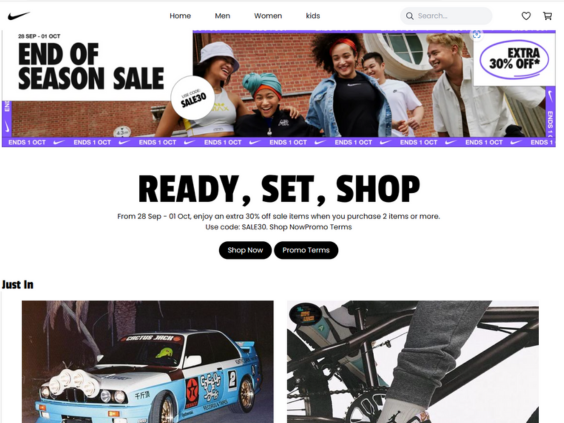 Home Men Women kids Search...
28 SEP - 01 OCT
END OF
SEASON SALE
USE CODE:
SALE30
EXTRA
30% OFF*
ENDS 1 OCT ENDS 1 OCT ENDS 1 OCT ENDS 1 OCT ENDS 1 OCT ENDS 1 OCT ENDS 1 OCT ENDS 1 OCT
READY, SET, SHOP
From 28 Sep - 01 Oct, enjoy an extra 30% off sale items when you purchase 2 items or more.
Use code: SALE30. Shop NowPromo Terms
Shop Now Promo Terms
Just In
CACTUS JACK
TEXACO
2